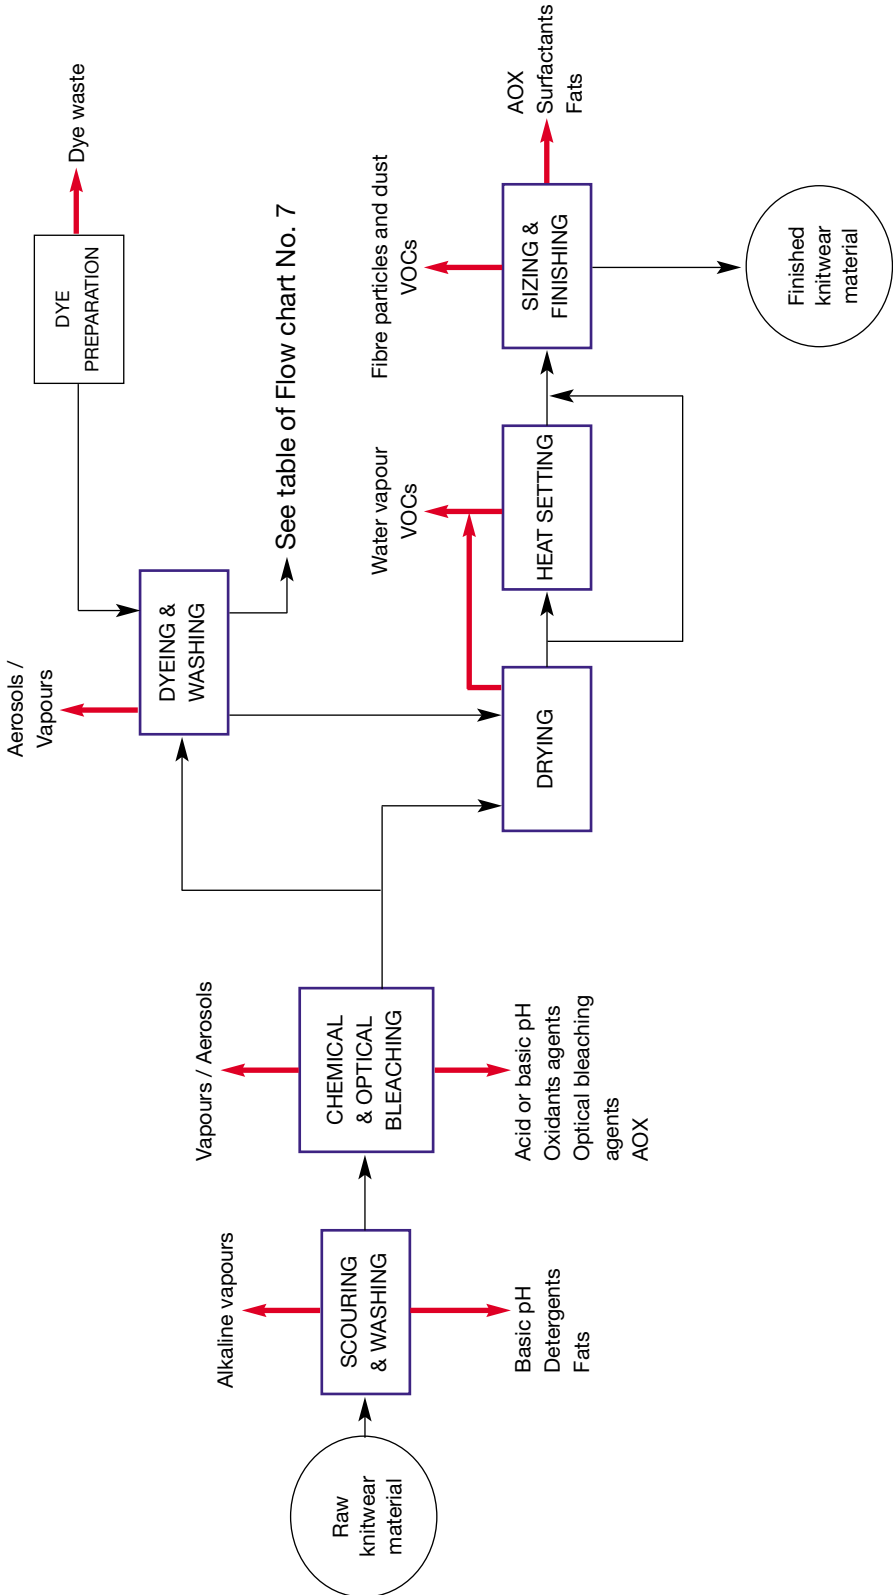 Raw
knitwear
material
Alkaline vapours
SCOURING
& WASHING
Basic pH
Detergents
Fats
Vapours / Aerosols
CHEMICAL
& OPTICAL
BLEACHING
Acid or basic pH
Oxidants agents
Optical bleaching
agents
AOX
Aerosols /
Vapours
DYEING &
WASHING
See table of Flow chart No. 7
DYE
PREPARATION
Dye waste
DRYING
Water vapour
VOCs
HEAT SETTING
Fibre particles and dust
VOCs
SIZING &
FINISHING
AOX
Surfactants
Fats
Finished
knitwear
material